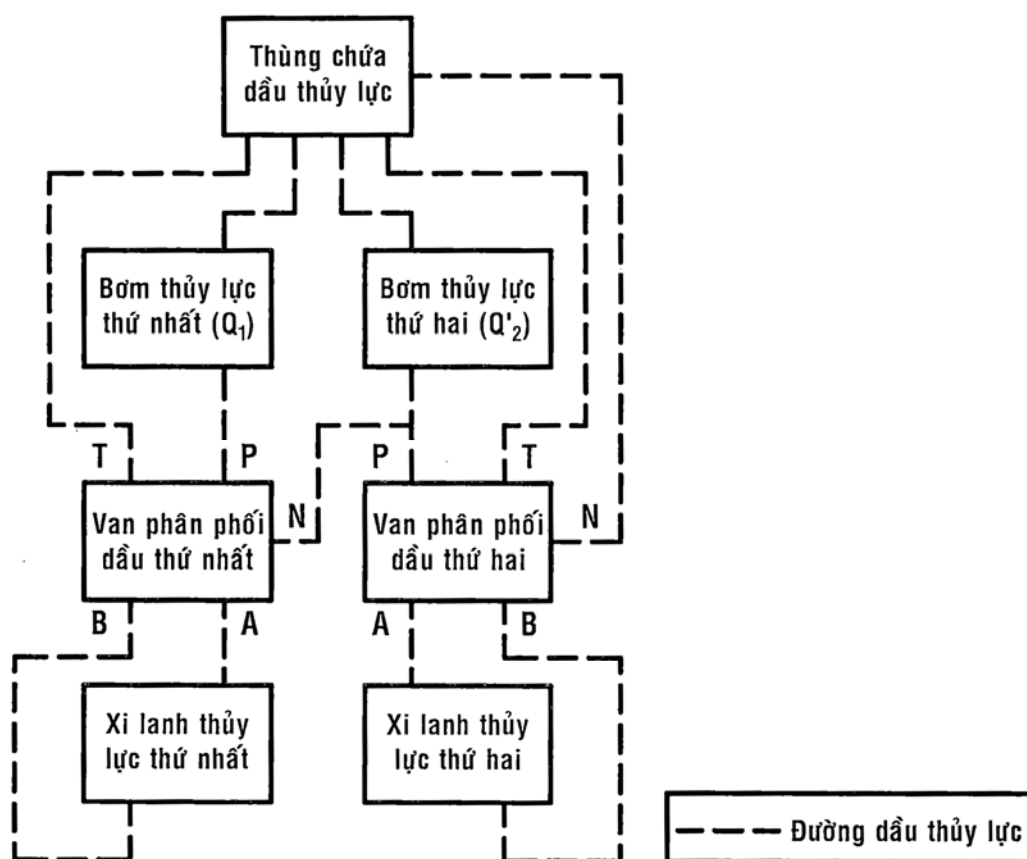 Thùng chứa
dầu thủy lực
Bơm thủy lực
thứ nhất (Q₁)
Bơm thủy lực
thứ hai (Q'₂)
T
P
P
T
N
N
Van phân phối
dầu thứ nhất
Van phân phối
dầu thứ hai
B
A
A
B
Xi lanh thủy
lực thứ nhất
Xi lanh thủy
lực thứ hai
Đường dầu thủy lực